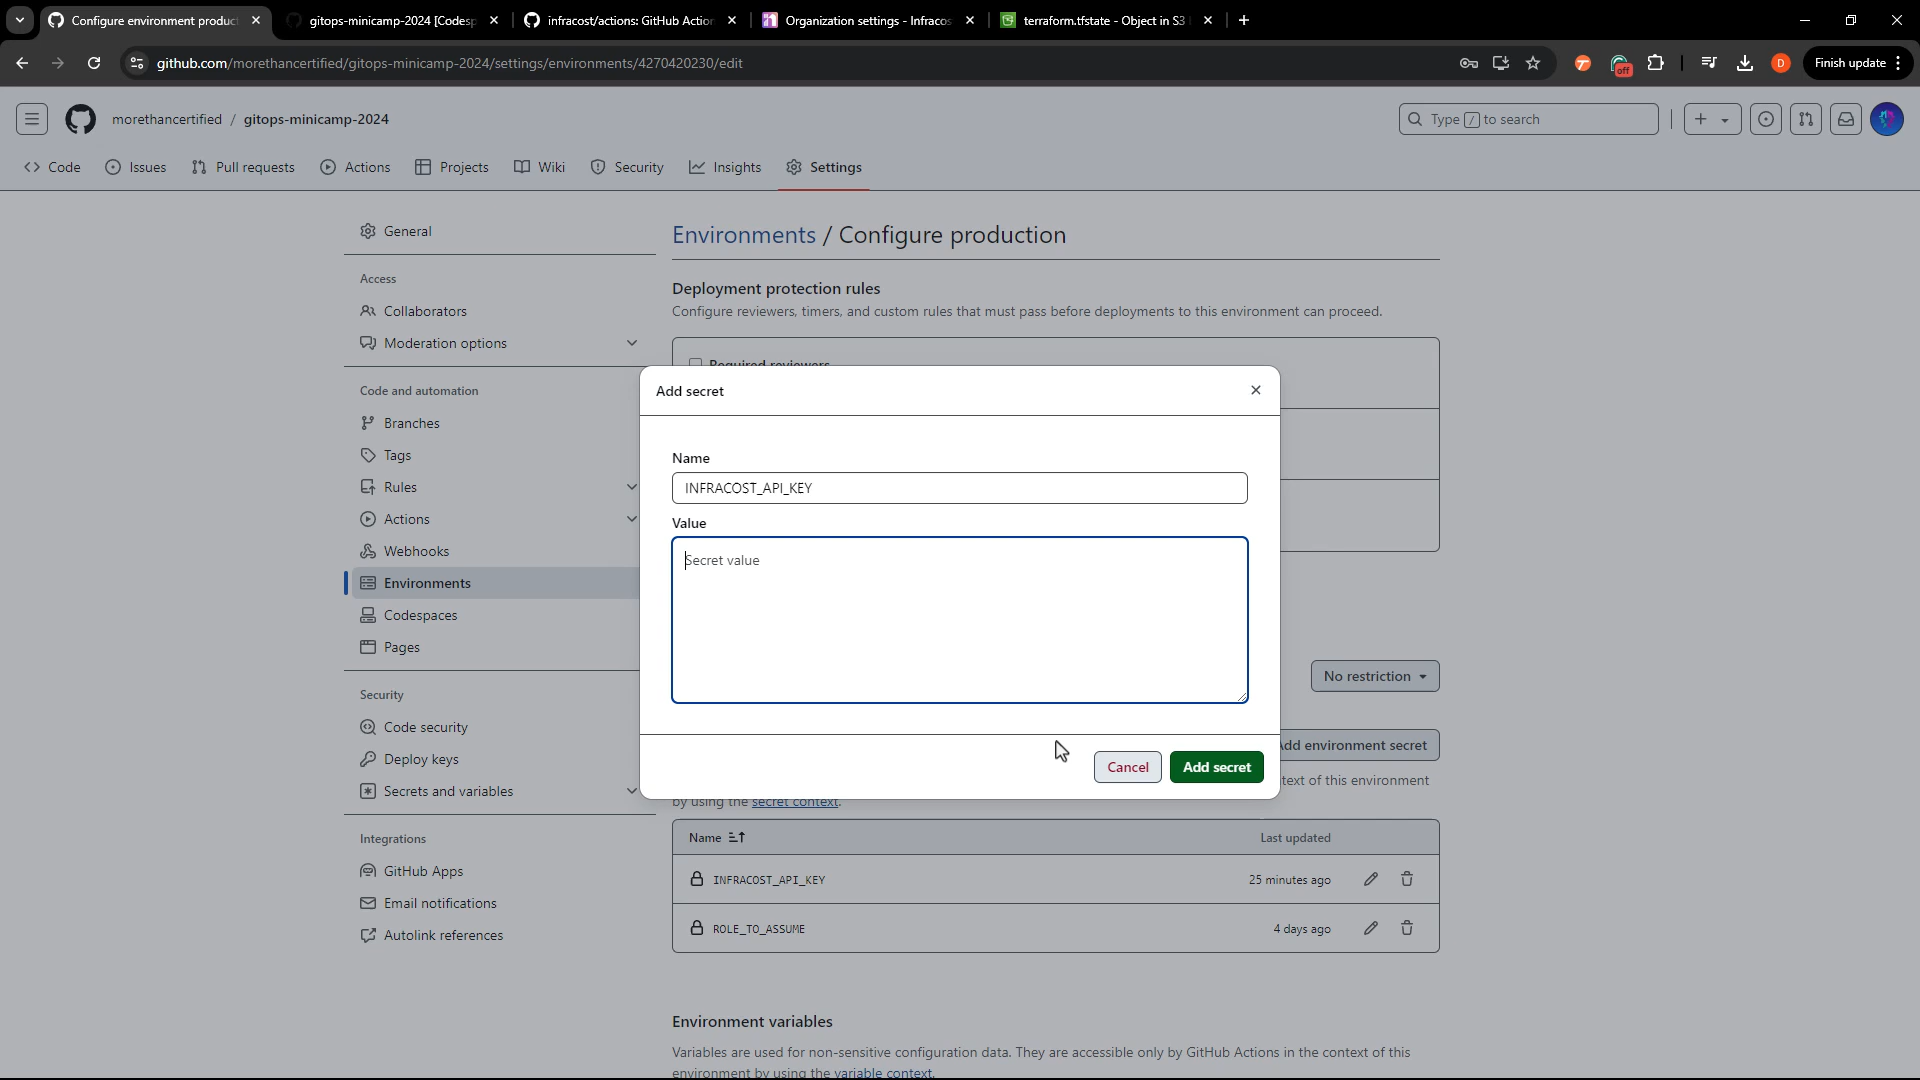 Configure environment produc
gitops-minicamp-2024 [Codesp
infracost/actions: GitHub Action
Organization settings - Infracos
terraform.tfstate - Object in S3
github.com/morethancertified/gitops-minicamp-2024/settings/environments/4270420230/edit
off
D
Finish update
morethancertified / gitops-minicamp-2024
Type / to search
Code
Issues
Pull requests
Actions
Projects
Wiki
Security
Insights
Settings
General
Access
Collaborators
Moderation options
Code and automation
Branches
Tags
Rules
Actions
Webhooks
Environments
Codespaces
Pages
Security
Code security
Deploy keys
Secrets and variables
Integrations
GitHub Apps
Email notifications
Autolink references
Environments / Configure production
Deployment protection rules
Configure reviewers, timers, and custom rules that must pass before deployments to this environment can proceed.
Required reviewers
Add secret
Name
INFRACOST_API_KEY
Value
Secret value
Cancel
Add secret
No restriction
Add environment secret
text of this environment
by using the secret context.
Name
Last updated
INFRACOST_API_KEY
25 minutes ago
ROLE_TO_ASSUME
4 days ago
Environment variables
Variables are used for non-sensitive configuration data. They are accessible only by GitHub Actions in the context of this
environment by using the variable context.